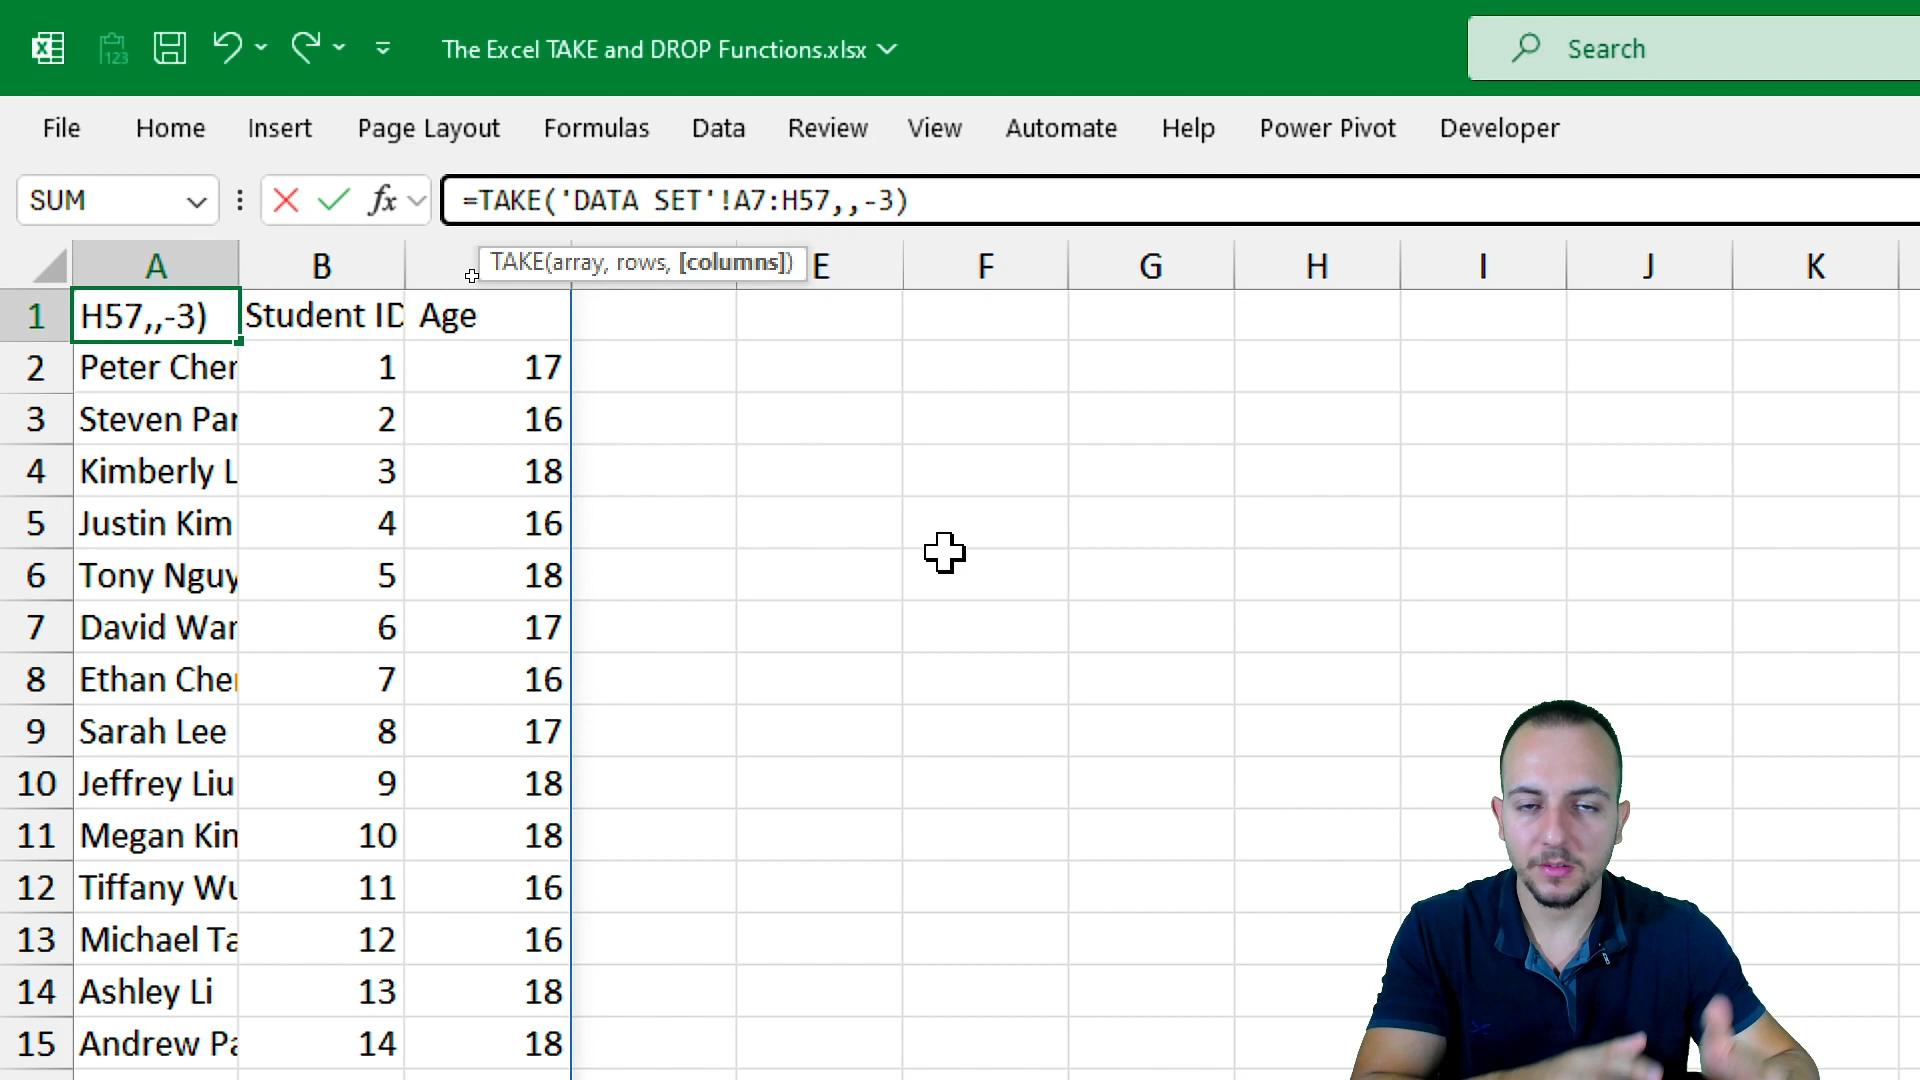 The Excel TAKE and DROP Functions.xlsx
Search
File Home Insert Page Layout Formulas Data Review View Automate Help Power Pivot Developer
SUM fx =TAKE('DATA SET'!A7:H57,,-3)
TAKE(array, rows, [columns])
A B E F G H I J K
1 H57,,-3) Student ID Age
2 Peter Chen 1 17
3 Steven Par 2 16
4 Kimberly L 3 18
5 Justin Kim 4 16
6 Tony Nguy 5 18
7 David Wan 6 17
8 Ethan Chen 7 16
9 Sarah Lee 8 17
10 Jeffrey Liu 9 18
11 Megan Kim 10 18
12 Tiffany Wu 11 16
13 Michael Ta 12 16
14 Ashley Li 13 18
15 Andrew Pa 14 18